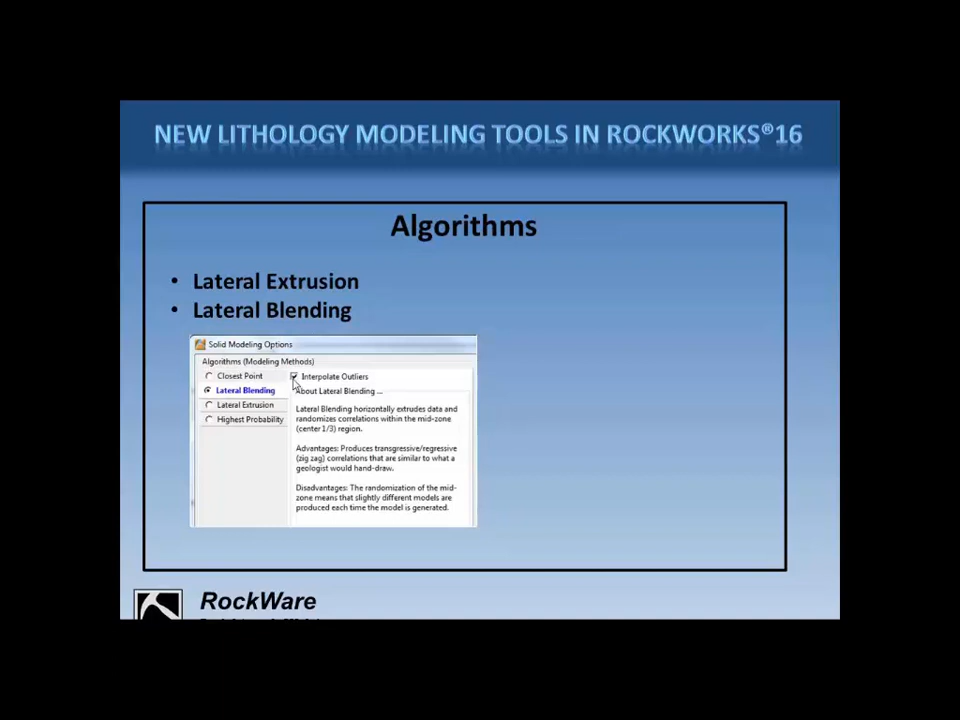 NEW LITHOLOGY MODELING TOOLS IN ROCKWORKS®16
Algorithms
• Lateral Extrusion
• Lateral Blending
Solid Modeling Options
Algorithms (Modeling Methods)
Closest Point
Lateral Blending
Lateral Extrusion
Highest Probability
Interpolate Outliers
About Lateral Blending ...
Lateral Blending horizontally extrudes data and
randomizes correlations within the mid-zone
(center 1/3) region.
Advantages: Produces transgressive/regressive
(zig zag) correlations that are similar to what a
geologist would hand-draw.
Disadvantages: The randomization of the mid-
zone means that slightly different models are
produced each time the model is generated.
RockWare